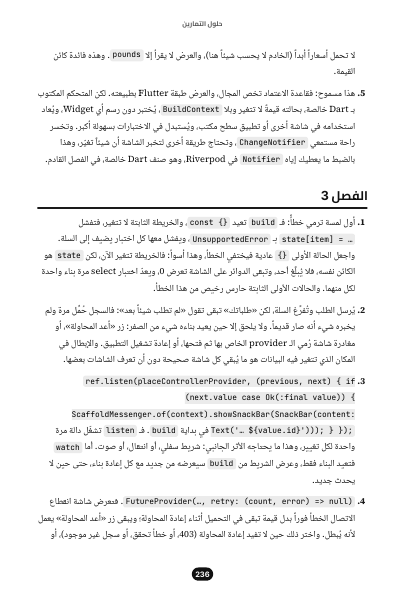 حلول التمارين
لا تحمل أسعاراً أبداً (الخادم لا يحسب شيئاً هنا)، والعرض لا يقرأ إلا pounds. وهذه فائدة كائن
القيمة.
5. هذا مسموح: فقاعدة الاعتماد تخص المجال، والعرض طبقة Flutter بطبيعته. لكن المتحكم المكتوب
بـ Dart خالصة، بحالته قيمةً لا تتغير وبلا BuildContext، يُختبر دون رسم أي Widget، ويُعاد
استخدامه في شاشة أخرى أو تطبيق سطح مكتب، ويُستبدل في الاختبارات بسهولة أكبر. وتخسر
راحة مستمعي ChangeNotifier، وتحتاج طريقة أخرى لتخبر الشاشة أن شيئاً تغيّر، وهذا
بالضبط ما يعطيك إياه Notifier في Riverpod، وهو صنف Dart خالصة، في الفصل القادم.
الفصل 3
1. أول لمسة ترمي خطأً: فـ build تعيد const {}، والخريطة الثابتة لا تتغير، فتفشل
state[item] = … بـ UnsupportedError، ويفشل معها كل اختبار يضيف إلى السلة.
واجعل الحالة الأولى {} عادية فيختفي الخطأ، وهذا أسوأ: فالخريطة تتغير الآن، لكن state هو
الكائن نفسه، فلا يُبلَّغ أحد، وتبقى الدوائر على الشاشة تعرض 0، ويعدّ اختبار select مرة بناء واحدة
لكل منهما. والحالات الأولى الثابتة حارس رخيص من هذا الخطأ.
2. يُرسل الطلب وتُفرَّغ السلة، لكن «طلباتك» تبقى تقول «لم تطلب شيئاً بعد»: فالسجل حُمِّل مرة ولم
يخبره شيء أنه صار قديماً. ولا يلحق إلا حين يعيد بناءه شيء من الصفر: زر «أعد المحاولة»، أو
مغادرة شاشة رُمي الـ provider الخاص بها ثم فتحها، أو إعادة تشغيل التطبيق. والإبطال في
المكان الذي تتغير فيه البيانات هو ما يُبقي كل شاشة صحيحة دون أن تعرف الشاشات بعضها.
3. ref.listen(placeControllerProvider, (previous, next) { if
(next.value case Ok(:final value)) {
ScaffoldMessenger.of(context).showSnackBar(SnackBar(content:
Text('… ${value.id}'))); } }); في بداية build. فـ listen تشغّل دالة مرة
واحدة لكل تغيير، وهذا ما يحتاجه الأثر الجانبي: شريط سفلي، أو انتقال، أو صوت. أما watch
فتعيد البناء فقط، وعرض الشريط من build سيعرضه من جديد مع كل إعادة بناء، حتى حين لا
يحدث جديد.
4. FutureProvider(…, retry: (count, error) => null). فتعرض شاشة انقطاع
الاتصال الخطأ فوراً بدل قيمة تبقى في التحميل أثناء إعادة المحاولة؛ ويبقى زر «أعد المحاولة» يعمل
لأنه يُبطل. واختر ذلك حين لا تفيد إعادة المحاولة (403، أو خطأ تحقق، أو سجل غير موجود)، أو
236